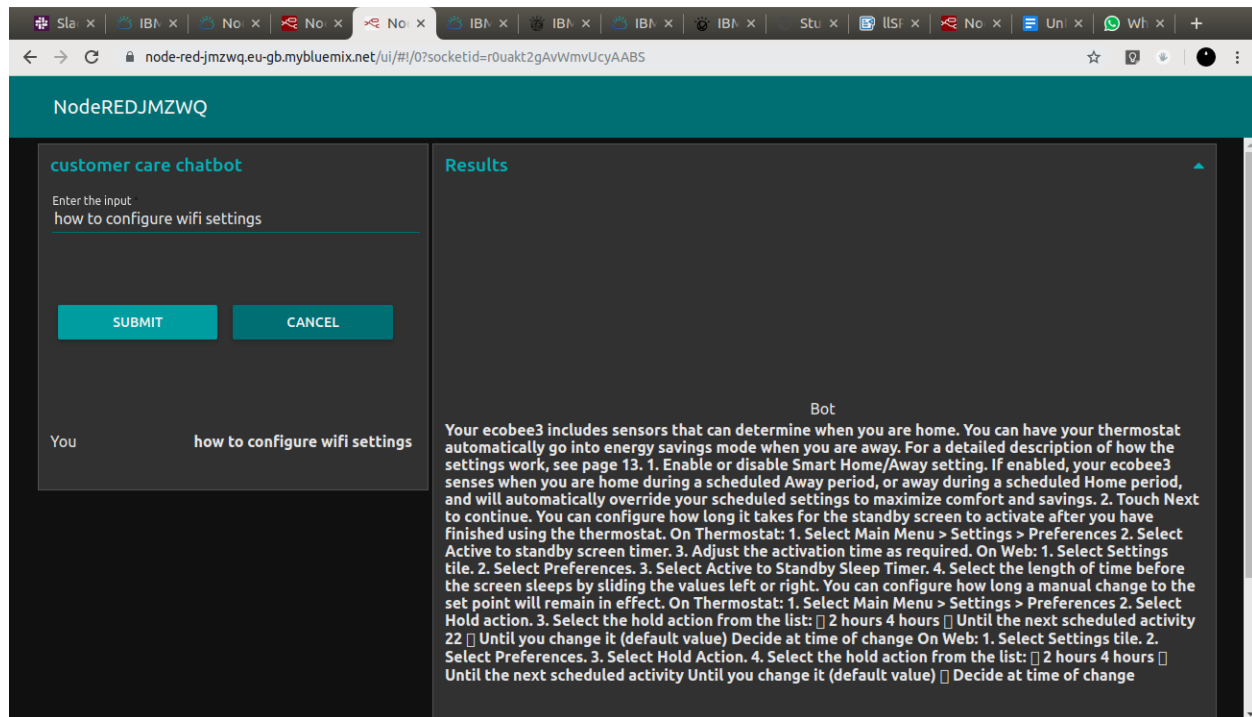 Sla
IBM
No
No
No
IBM
IBM
IBM
IBM
Stu
llSF
No
Un
Wh
node-red-jmzwq.eu-gb.mybluemix.net/ui/#!/0?socketid=r0uakt2gAvWmvUcyAABS
NodeREDJMZWQ
customer care chatbot
Enter the input
how to configure wifi settings
SUBMIT CANCEL
You how to configure wifi settings
Results
Bot
Your ecobee3 includes sensors that can determine when you are home. You can have your thermostat
automatically go into energy savings mode when you are away. For a detailed description of how the
settings work, see page 13. 1. Enable or disable Smart Home/Away setting. If enabled, your ecobee3
senses when you are home during a scheduled Away period, or away during a scheduled Home period,
and will automatically override your scheduled settings to maximize comfort and savings. 2. Touch Next
to continue. You can configure how long it takes for the standby screen to activate after you have
finished using the thermostat. On Thermostat: 1. Select Main Menu > Settings > Preferences 2. Select
Active to standby screen timer. 3. Adjust the activation time as required. On Web: 1. Select Settings
tile. 2. Select Preferences. 3. Select Active to Standby Sleep Timer. 4. Select the length of time before
the screen sleeps by sliding the values left or right. You can configure how long a manual change to the
set point will remain in effect. On Thermostat: 1. Select Main Menu > Settings > Preferences 2. Select
Hold action. 3. Select the hold action from the list: ▯ 2 hours 4 hours ▯ Until the next scheduled activity
22 ▯ Until you change it (default value) Decide at time of change On Web: 1. Select Settings tile. 2.
Select Preferences. 3. Select Hold Action. 4. Select the hold action from the list: ▯ 2 hours 4 hours ▯
Until the next scheduled activity Until you change it (default value) ▯ Decide at time of change